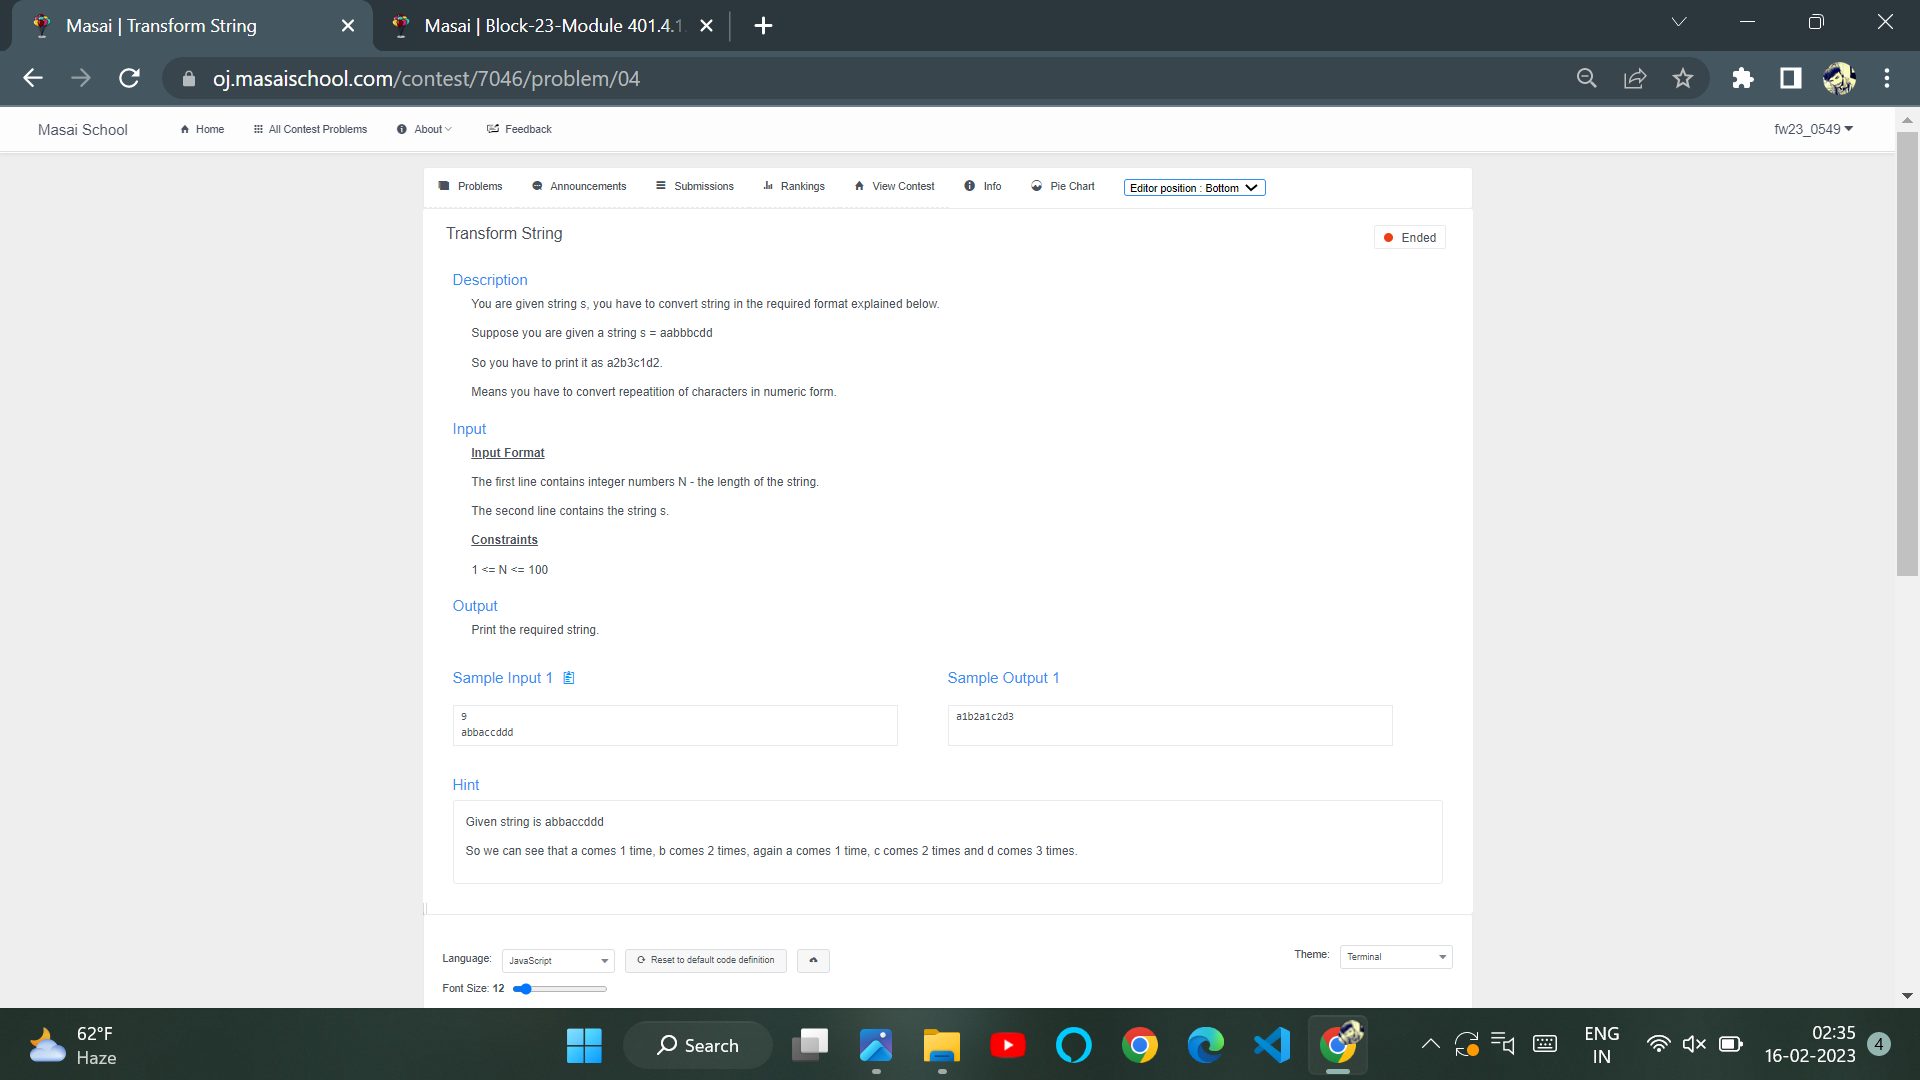 Masai | Transform String
Masai | Block-23-Module 401.4.1
oj.masaischool.com/contest/7046/problem/04
Masai School
Home
All Contest Problems
About
Feedback
fw23_0549
Problems
Announcements
Submissions
Rankings
View Contest
Info
Pie Chart
Editor position : Bottom
Transform String
Ended
Description
You are given string s, you have to convert string in the required format explained below.
Suppose you are given a string s = aabbbcdd
So you have to print it as a2b3c1d2.
Means you have to convert repeatition of characters in numeric form.
Input
Input Format
The first line contains integer numbers N - the length of the string.
The second line contains the string s.
Constraints
1 <= N <= 100
Output
Print the required string.
Sample Input 1
Sample Output 1
9
abbaccddd
a1b2a1c2d3
Hint
Given string is abbaccddd
So we can see that a comes 1 time, b comes 2 times, again a comes 1 time, c comes 2 times and d comes 3 times.
Language:
JavaScript
Reset to default code definition
Theme:
Terminal
Font Size: 12
62°F
Haze
Search
ENG
IN
02:35
16-02-2023
4